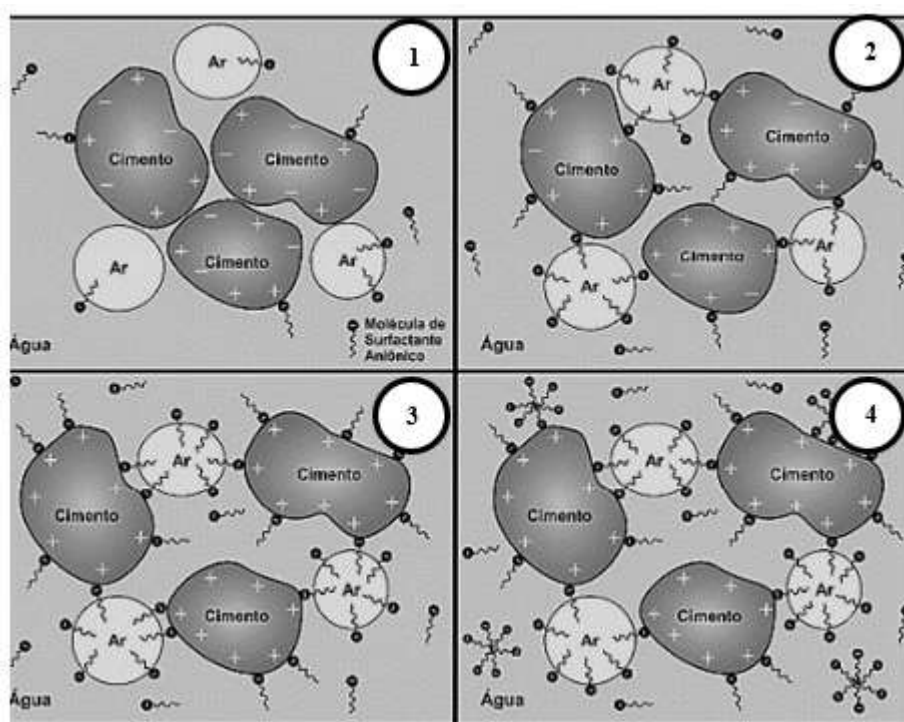 1
Ar
Cimento
Cimento
Ar
Cimento
Ar
Molécula de
Surfactante
Aniônico
Água
2
Ar
Cimento
Cimento
Ar
Cimento
Ar
Água
3
Ar
Cimento
Cimento
Ar
Cimento
Ar
Água
4
Ar
Cimento
Cimento
Ar
Cimento
Ar
Água